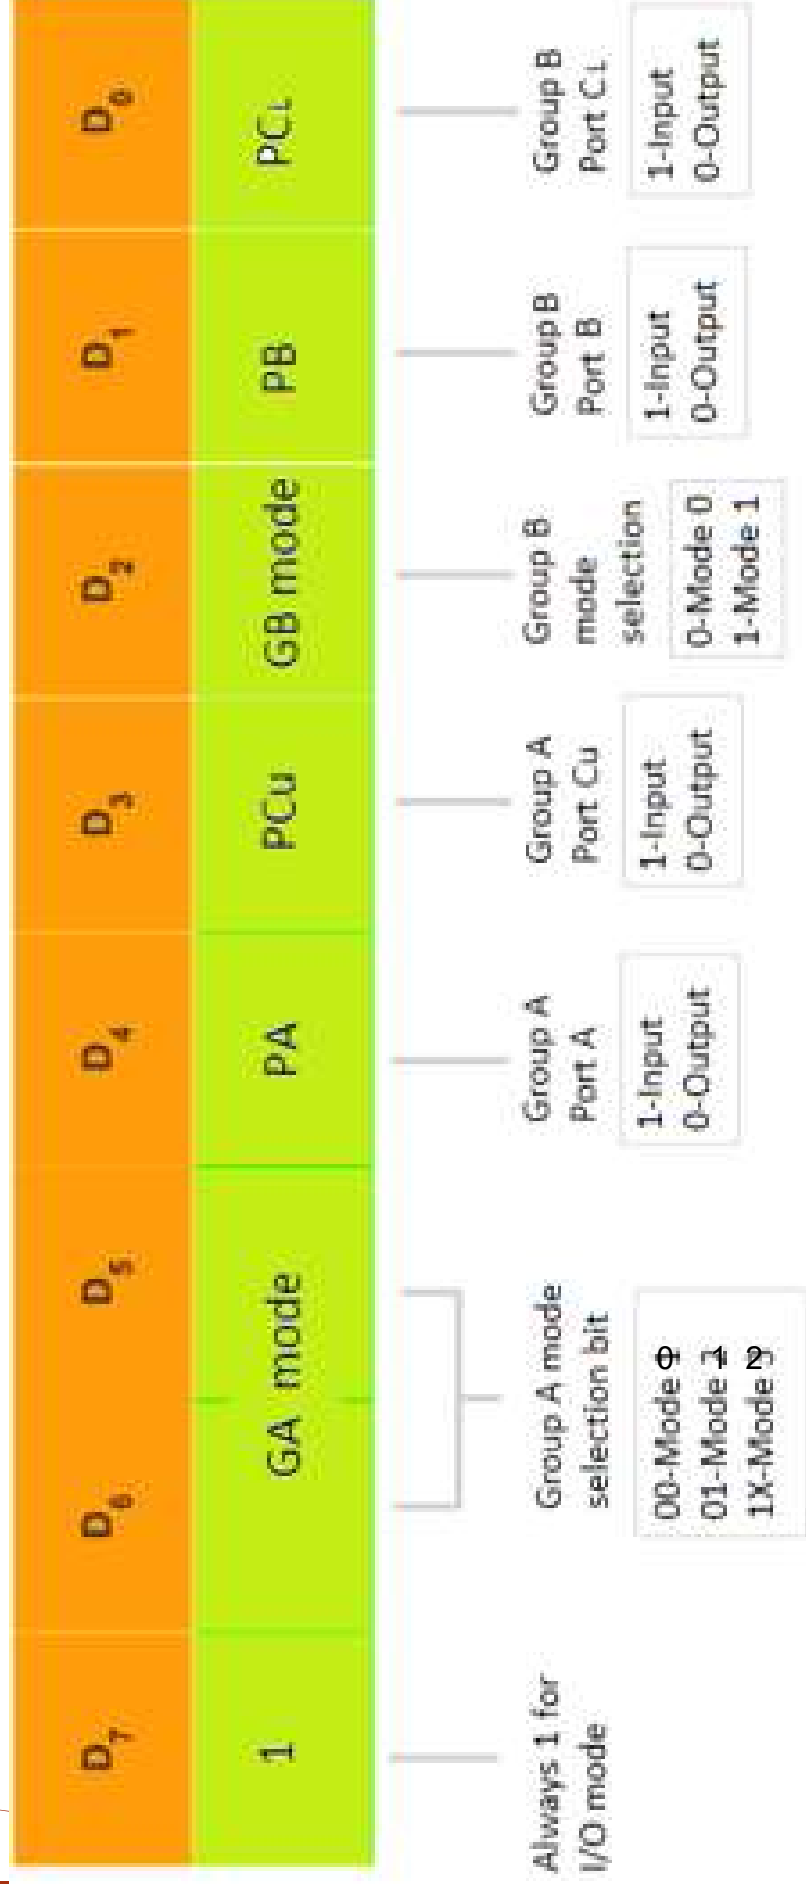 D7 D6 D5 D4 D3 D2 D1 D0
1 GA mode PA PCu GB mode PB PCL
Always 1 for
I/O mode
Group A mode
selection bit
00-Mode 0
01-Mode 1
1X-Mode 2
Group A
Port A
1-Input
0-Output
Group A
Port Cu
1-Input
0-Output
Group B
mode
selection
0-Mode 0
1-Mode 1
Group B
Port B
1-Input
0-Output
Group B
Port CL
1-Input
0-Output